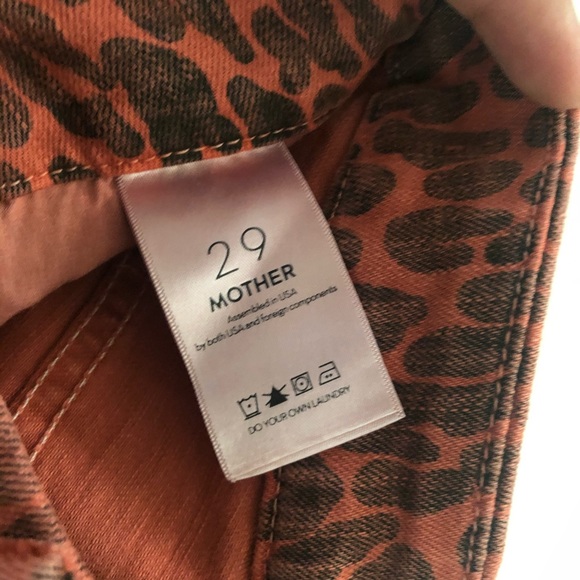 29
MOTHER
Assembled in USA
by both USA and foreign components
DO YOUR OWN LAUNDRY